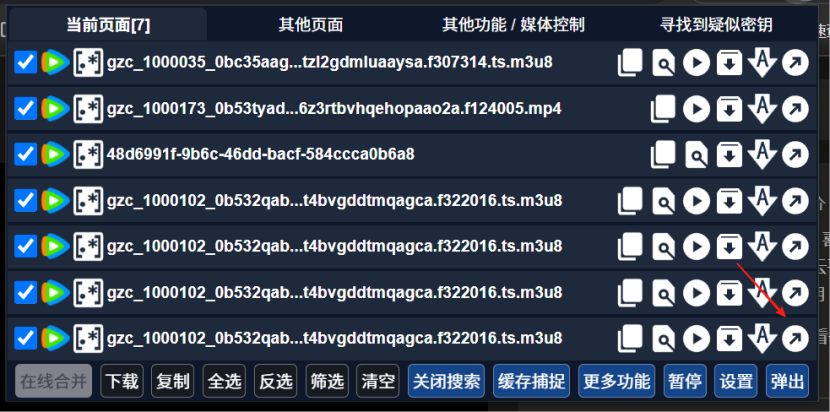 当前页面[7] 其他页面 其他功能 / 媒体控制 寻找到疑似密钥
gzc_1000035_0bc35aag...tzl2gdmluaaysa.f307314.ts.m3u8
gzc_1000173_0b53tyad...6z3rtbvhqehopaao2a.f124005.mp4
48d6991f-9b6c-46dd-bacf-584ccca0b6a8
gzc_1000102_0b532qab...t4bvgddtmqagca.f322016.ts.m3u8
gzc_1000102_0b532qab...t4bvgddtmqagca.f322016.ts.m3u8
gzc_1000102_0b532qab...t4bvgddtmqagca.f322016.ts.m3u8
gzc_1000102_0b532qab...t4bvgddtmqagca.f322016.ts.m3u8
在线合并 下载 复制 全选 反选 筛选 清空 关闭搜索 缓存捕捉 更多功能 暂停 设置 弹出